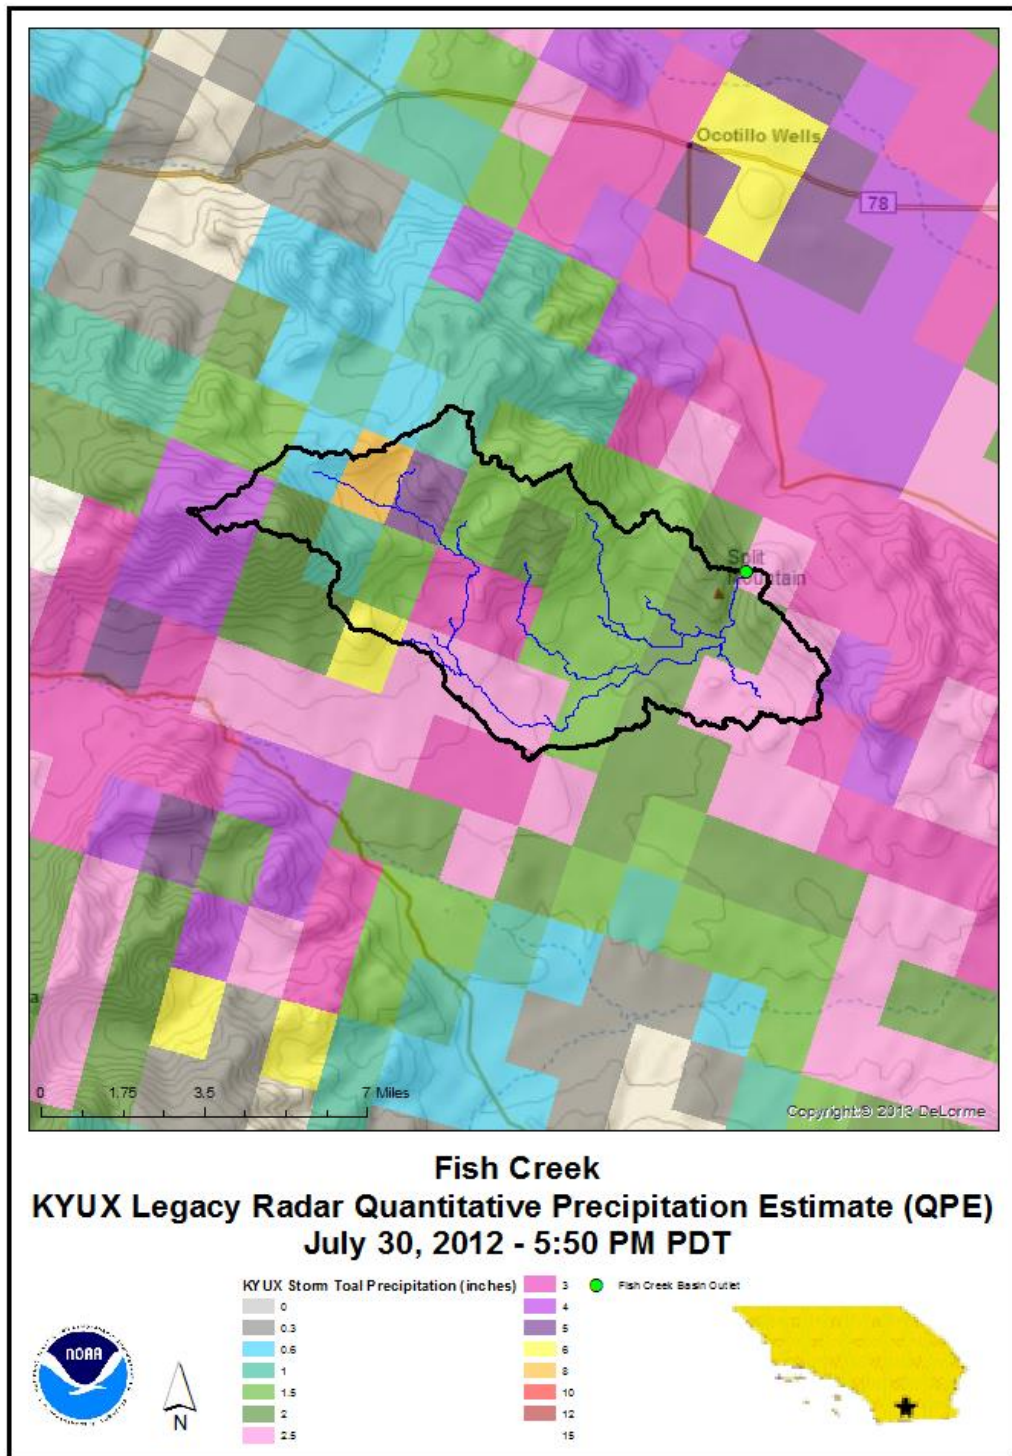 Ocotillo Wells
78
Split
Mountain
a
0 1.75 3.5 7 Miles
Copyright:© 2013 DeLorme
Fish Creek
KYUX Legacy Radar Quantitative Precipitation Estimate (QPE)
July 30, 2012 - 5:50 PM PDT
KYUX Storm Toal Precipitation (inches)
0
0.3
0.6
1
1.5
2
2.5
3
4
5
6
8
10
12
15
Fish Creek Basin Outlet
NOAA
N